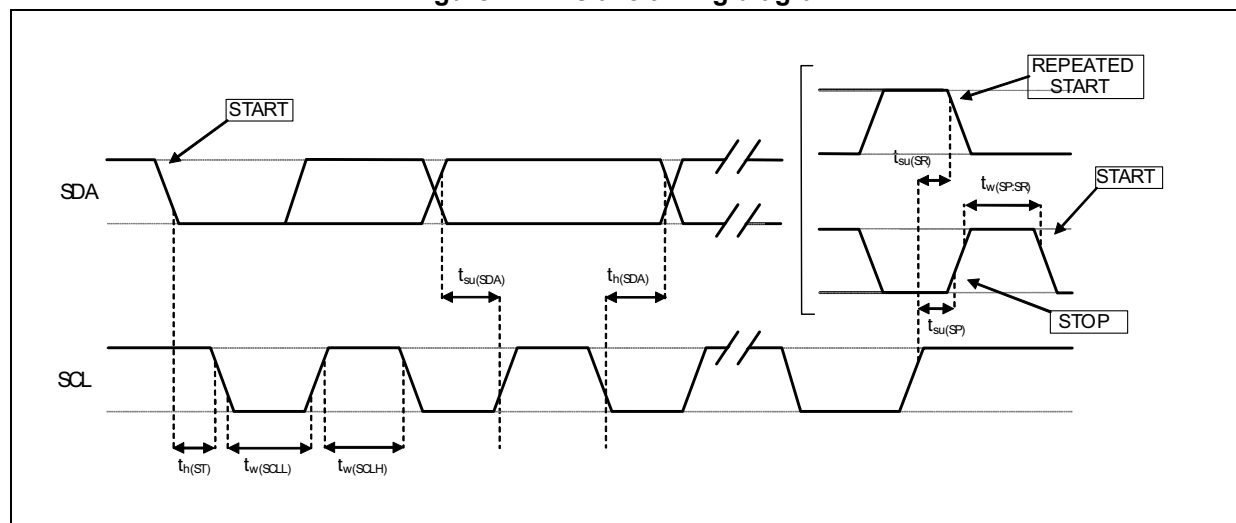 REPEATED
START
START
SDA
t_su(SR)
t_w(SP:SR)
START
t_su(SDA)
t_h(SDA)
t_su(SP)
STOP
SCL
t_h(ST)
t_w(SCLL)
t_w(SCLH)